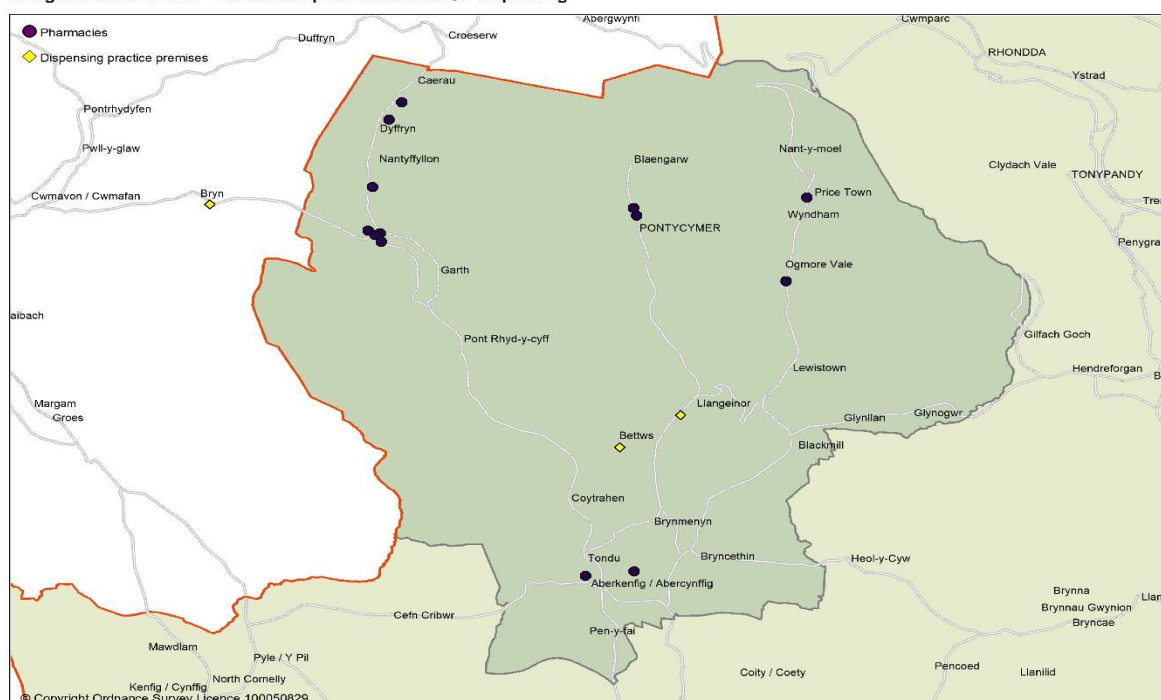 Pharmacies
Dispensing practice premises
Abergwynfi
Cwmparc
Duffryn
Croeserw
RHONDDA
Ystrad
Caerau
Pontrhydyfen
Dyffryn
Pwll-y-glaw
Nantyffyllon
Blaengarw
Nant-y-moel
Clydach Vale
TONYPANDY
Cwmavon / Cwmafan
Bryn
Price Town
Wyndham
PONTYCYMER
Penygra
Garth
Ogmore Vale
aibach
Pont Rhyd-y-cyff
Gilfach Goch
Lewistown
Hendreforgan
Margam
Groes
Llangeinor
Glynllan
Glynogwr
Bettws
Blackmill
Coytrahen
Brynmenyn
Tondu
Bryncethin
Heol-y-Cyw
Aberkenfig / Abercynffig
Brynna
Brynnau Gwynion
Bryncae
Cefn Cribwr
Pen-y-fai
Mawdlam
Pyle / Y Pil
North Cornelly
Kenfig / Cynffig
Coity / Coety
Pencoed
Llanilid
© Copyright Ordnance Survey Licence 100050829